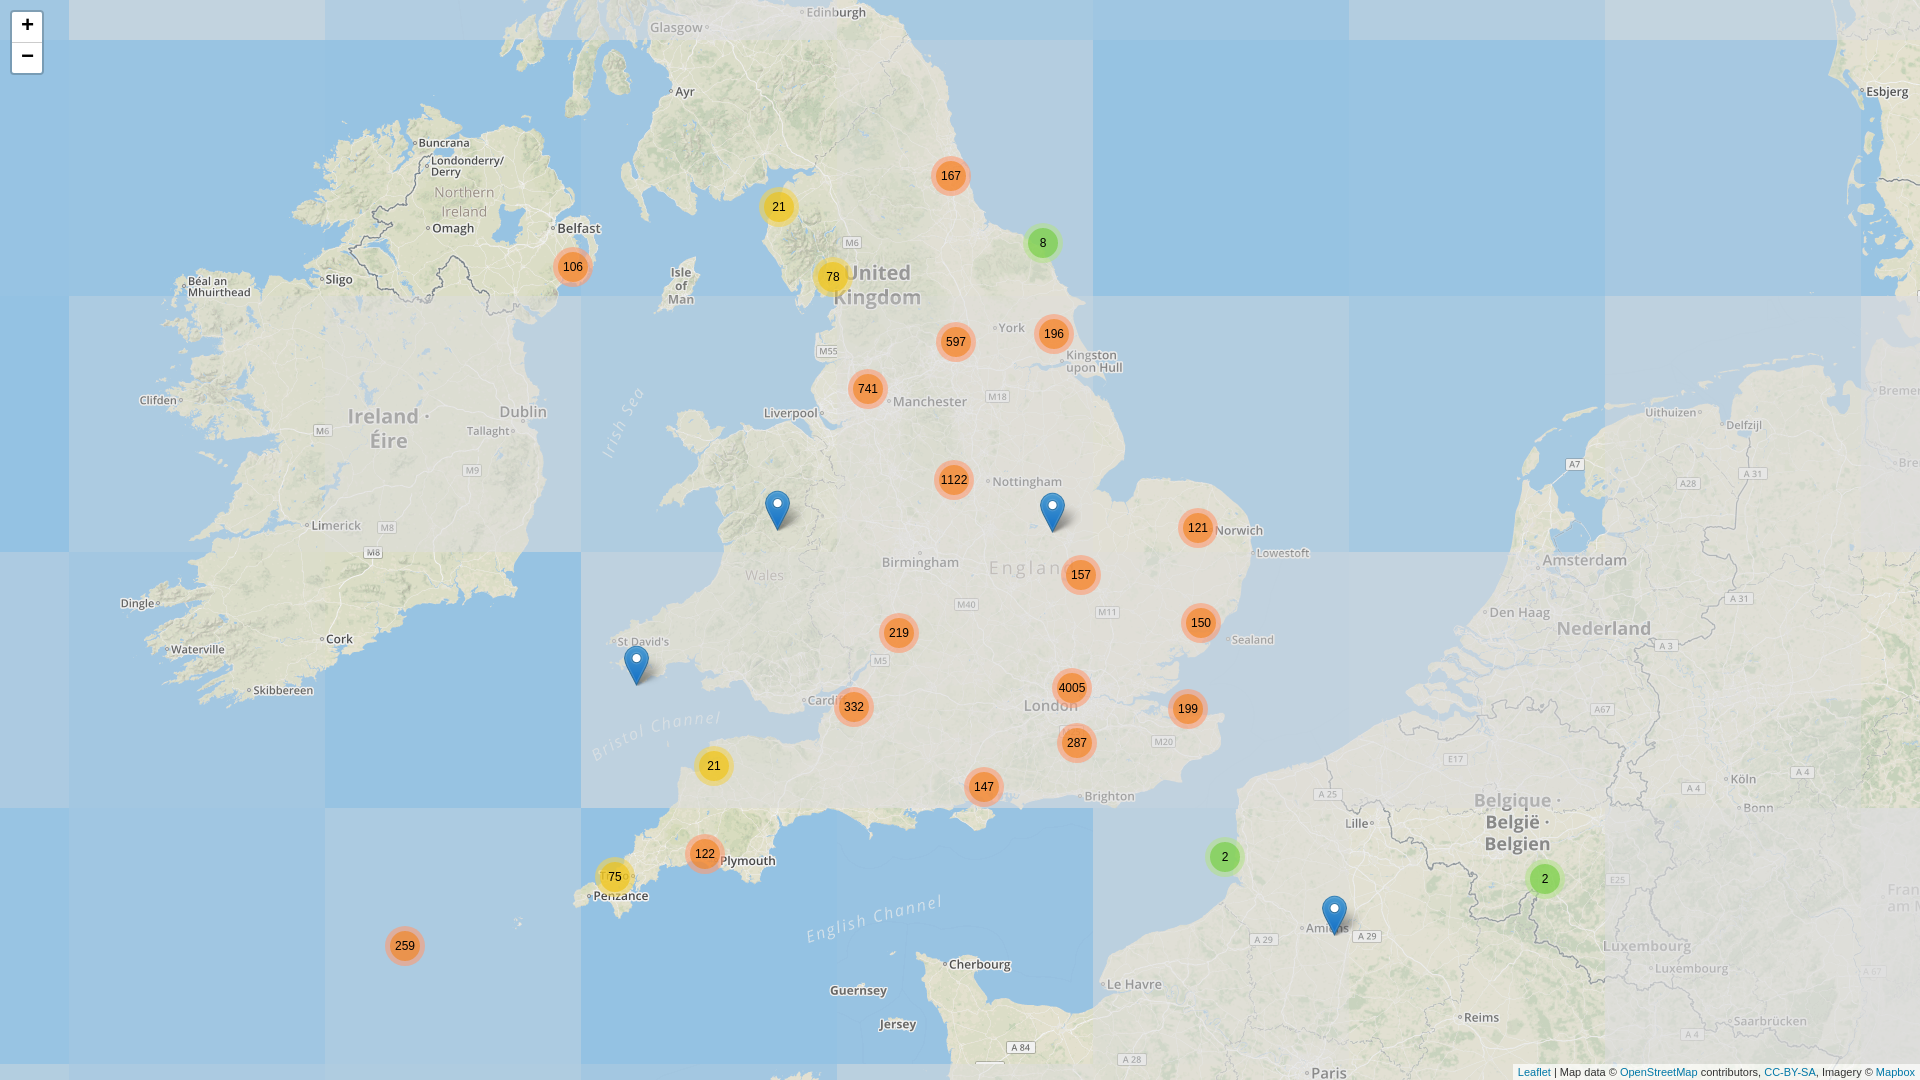 +
−
Edinburgh
Glasgow
Ayr
Esbjerg
Buncrana
Londonderry/
Derry
Northern
Ireland
Omagh
Belfast
167
21
8
M6
106
Béal an
Mhuirthead
Sligo
Isle
of
Man
78
United
Kingdom
597
York
196
M55
Kingston
upon Hull
741
Manchester
M18
Clifden
Liverpool
Irish Sea
Ireland ·
Éire
Dublin
M6
Tallaght
M9
Uithuizen
Delfzijl
A7
A 31
A28
1122
Nottingham
Limerick
M8
M8
121
Norwich
Lowestoft
Birmingham
Wales
157
Amsterdam
Dingle
M40
M11
A 31
Den Haag
Nederland
150
Sealand
219
St David's
Cork
Waterville
M5
A 3
Skibbereen
4005
London
Cardiff
332
199
A67
Bristol Channel
287
M20
E17
21
147
Brighton
Köln
A 4
A 4
A 25
Bonn
Belgique ·
België ·
Belgien
Lille
122
Plymouth
75
Penzance
2
2
E25
English Channel
Amiens
A 29
A 29
259
Luxembourg
Luxembourg
A 67
Cherbourg
Le Havre
Guernsey
Jersey
Reims
Saarbrücken
A 4
A 84
A 28
Paris
Leaflet | Map data © OpenStreetMap contributors, CC-BY-SA, Imagery © Mapbox